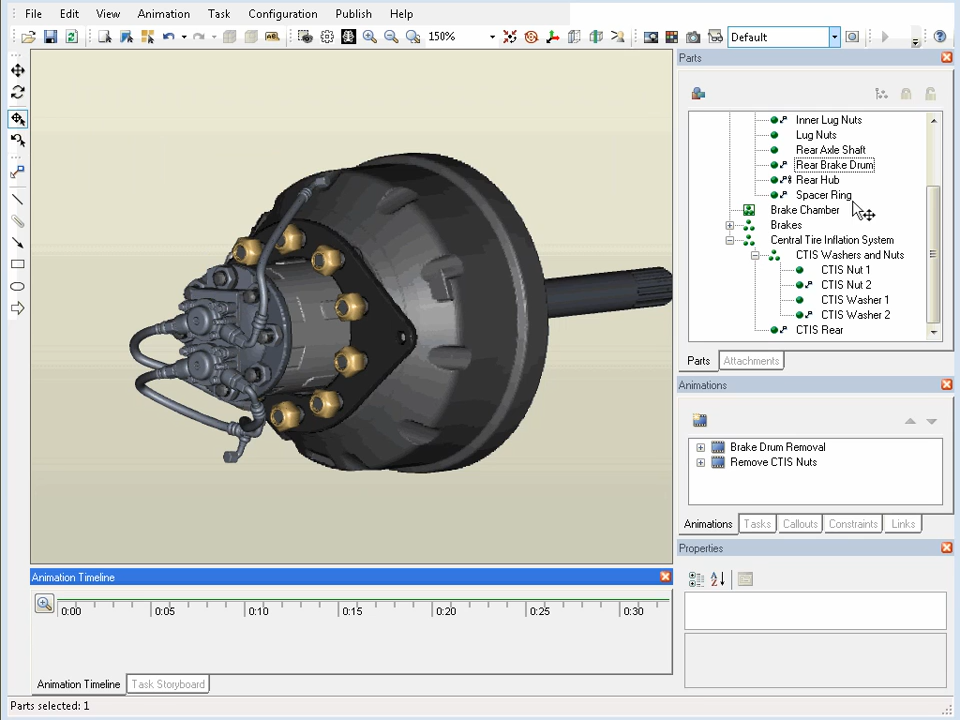 File Edit View Animation Task Configuration Publish Help
150% Default
Parts
Inner Lug Nuts
Lug Nuts
Rear Axle Shaft
Rear Brake Drum
Rear Hub
Spacer Ring
Brake Chamber
Brakes
Central Tire Inflation System
CTIS Washers and Nuts
CTIS Nut 1
CTIS Nut 2
CTIS Washer 1
CTIS Washer 2
CTIS Rear
Parts Attachments
Animations
Brake Drum Removal
Remove CTIS Nuts
Animations Tasks Callouts Constraints Links
Properties
Animation Timeline
0:00 0:05 0:10 0:15 0:20 0:25 0:30
Animation Timeline Task Storyboard
Parts selected: 1